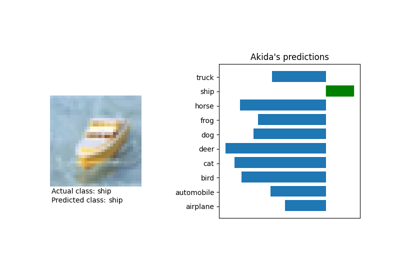 Akida's predictions
truck
ship
horse
frog
dog
deer
cat
bird
automobile
airplane
Actual class: ship
Predicted class: ship